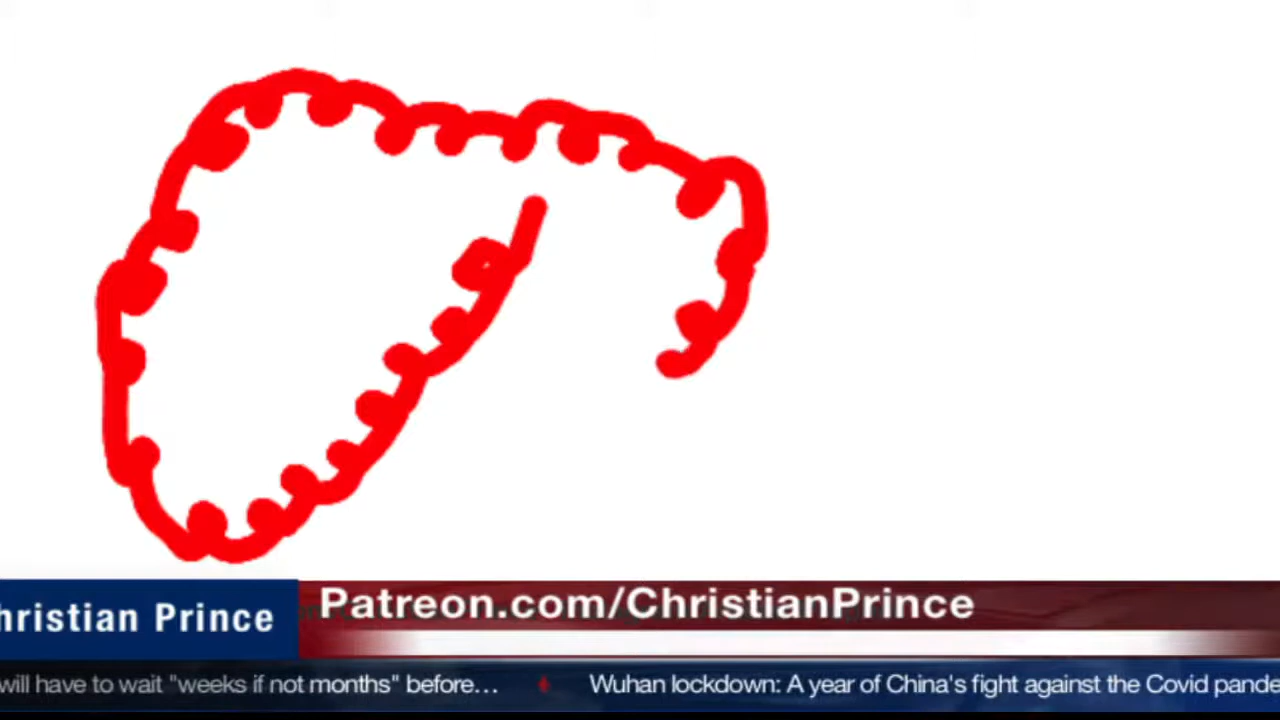 hristian Prince
Patreon.com/ChristianPrince
will have to wait "weeks if not months" before… Wuhan lockdown: A year of China's fight against the Covid pande